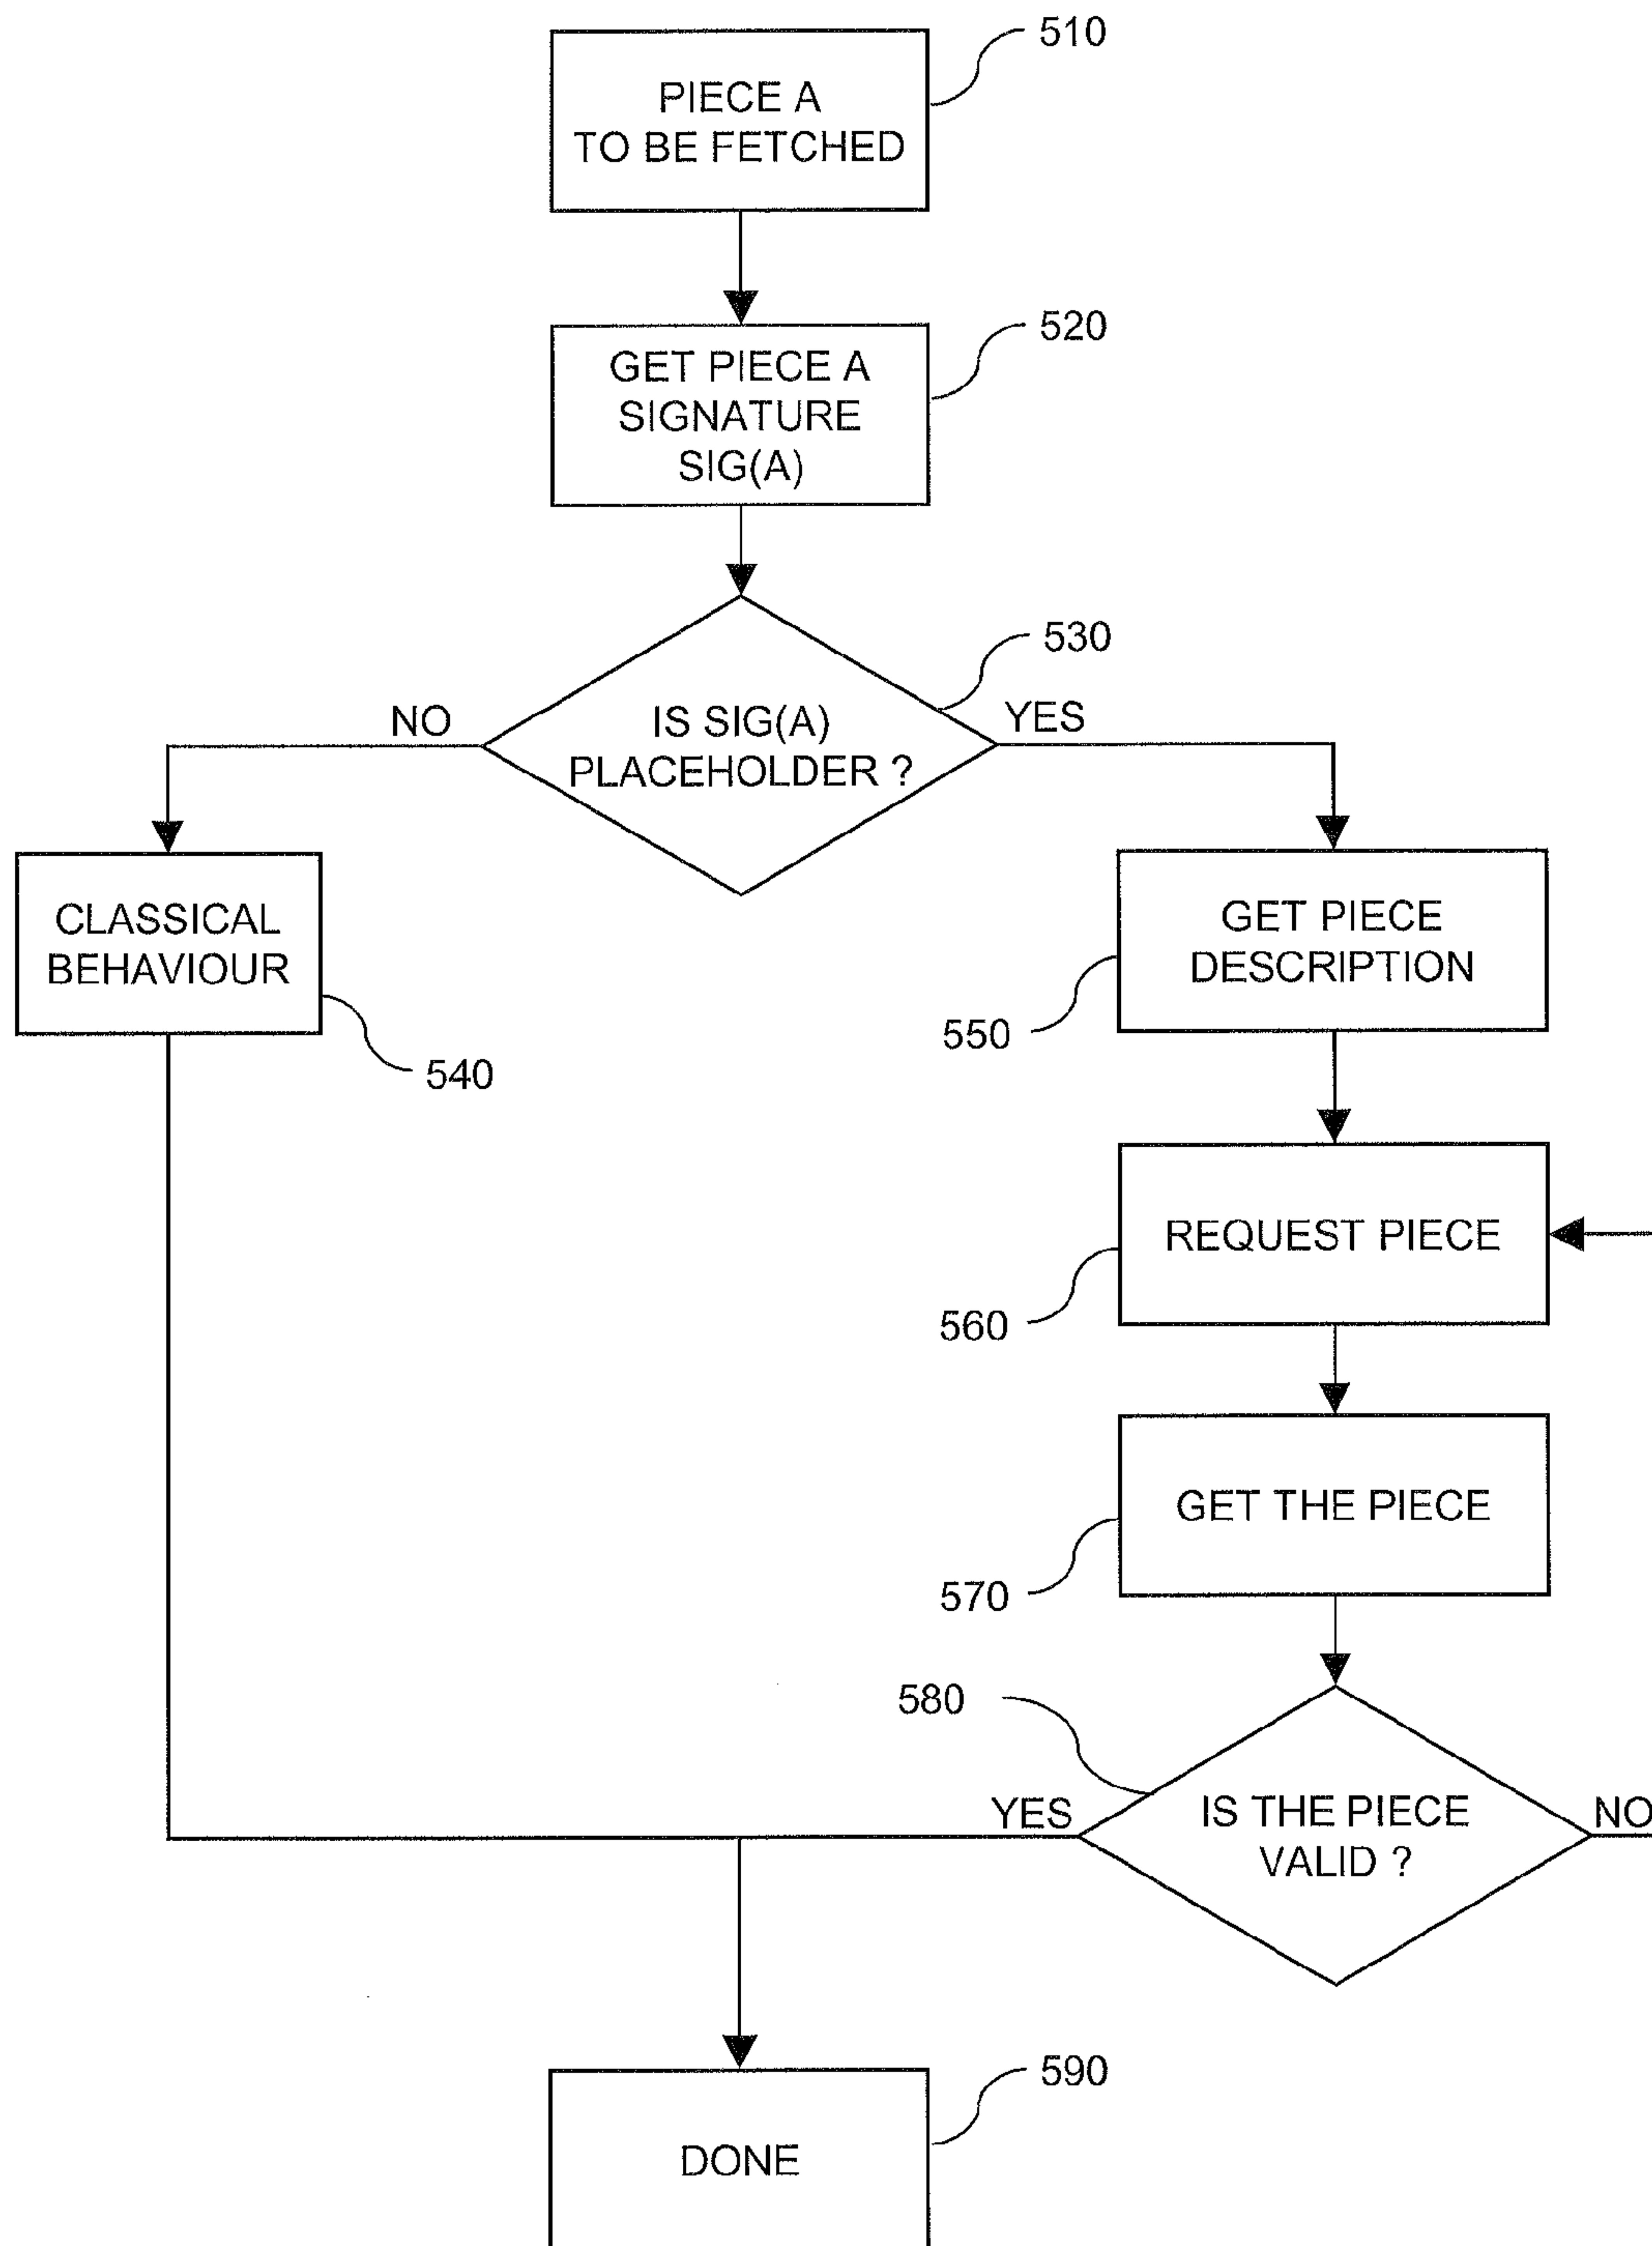 510
PIECE A
TO BE FETCHED
520
GET PIECE A
SIGNATURE
SIG(A)
530
NO
IS SIG(A)
PLACEHOLDER ?
YES
CLASSICAL
BEHAVIOUR
540
GET PIECE
DESCRIPTION
550
REQUEST PIECE
560
GET THE PIECE
570
580
YES
IS THE PIECE
VALID ?
NO
590
DONE